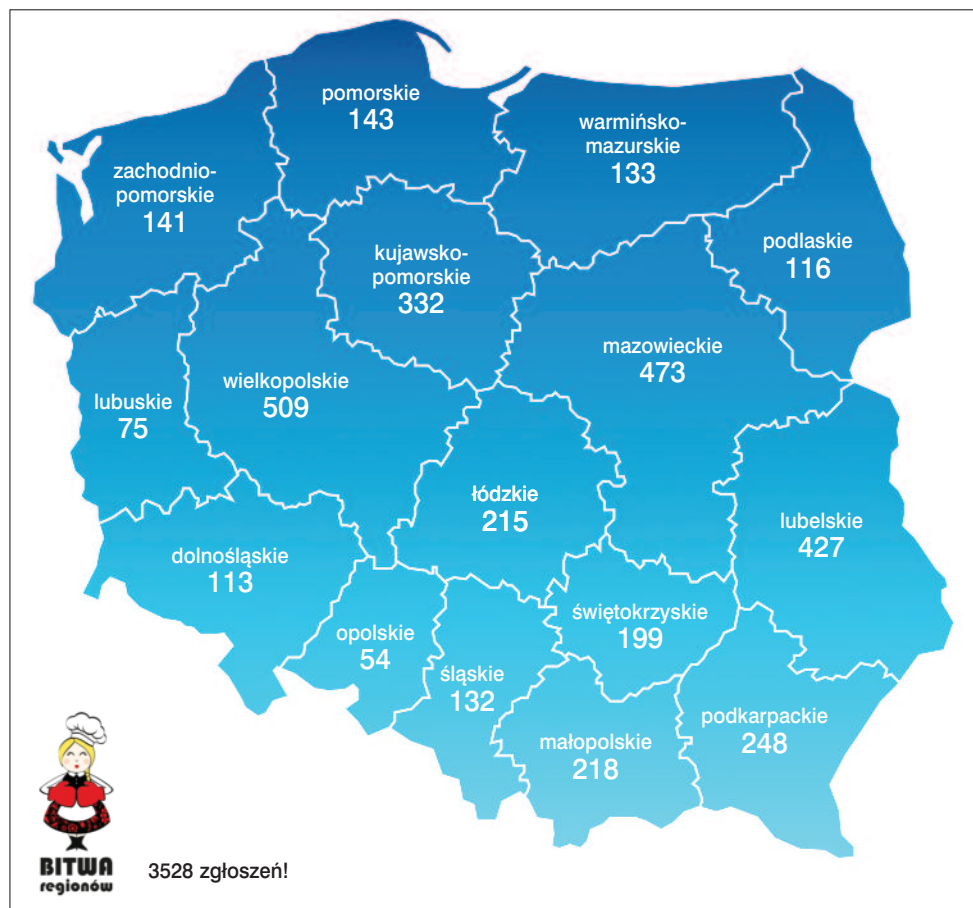 pomorskie
143
warmińsko-
mazurskie
133
zachodnio-
pomorskie
141
podlaskie
116
kujawsko-
pomorskie
332
mazowieckie
473
wielkopolskie
509
lubuskie
75
łódzkie
215
lubelskie
427
dolnośląskie
113
świętokrzyskie
199
opolskie
54
śląskie
132
podkarpackie
248
małopolskie
218
BITWA
regionów
3528 zgłoszeń!